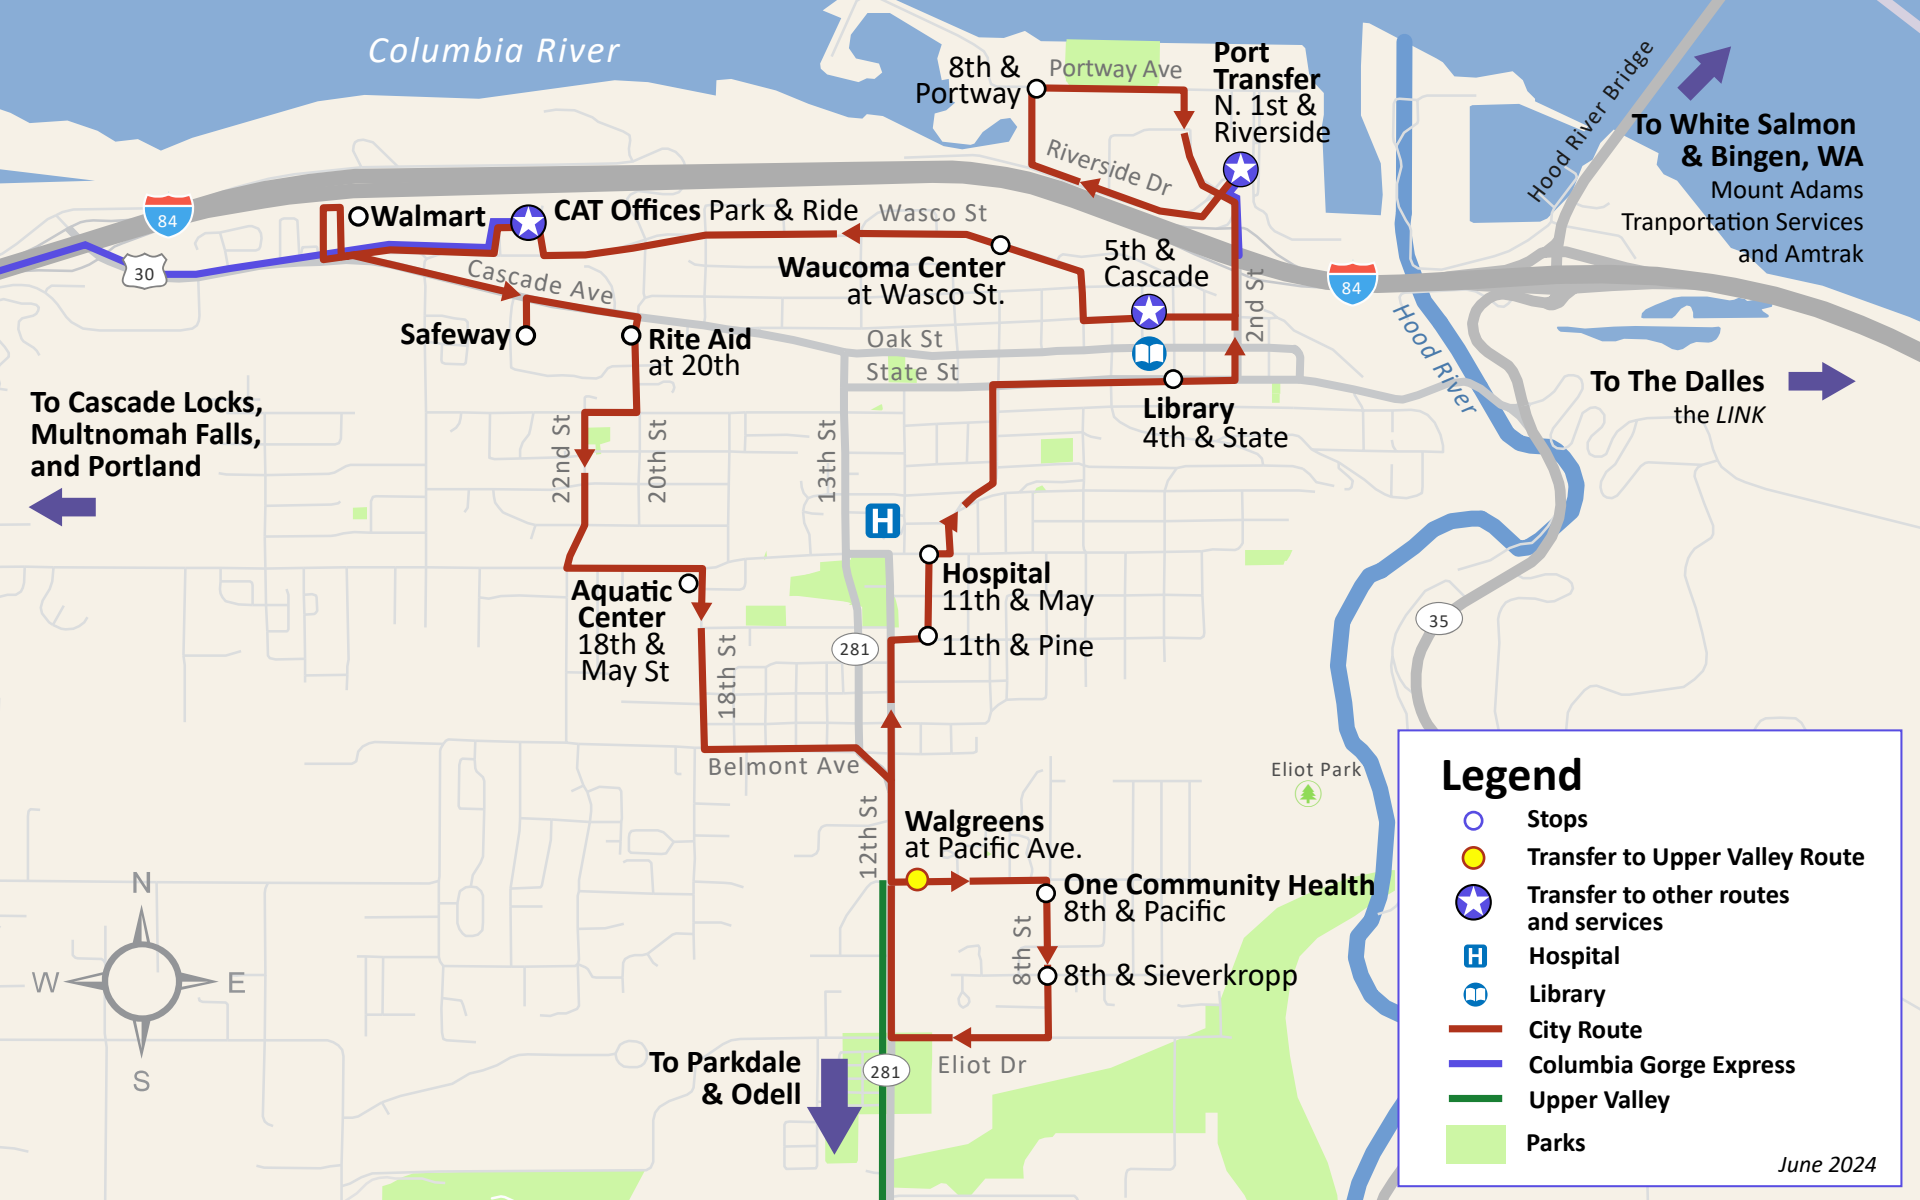 Columbia River
8th &
Portway
Portway Ave
Port
Transfer
N. 1st &
Riverside
Riverside Dr
Hood River Bridge
To White Salmon
& Bingen, WA
Mount Adams
Tranportation Services
and Amtrak
84
30
Walmart
CAT Offices Park & Ride
Wasco St
Waucoma Center
at Wasco St.
5th &
Cascade
2nd St
84
Cascade Ave
Safeway
Rite Aid
at 20th
Oak St
State St
Hood River
Library
4th & State
To The Dalles
the LINK
To Cascade Locks,
Multnomah Falls,
and Portland
22nd St
20th St
13th St
H
Hospital
11th & May
11th & Pine
Aquatic
Center
18th &
May St
18th St
281
35
Belmont Ave
12th St
Eliot Park
Walgreens
at Pacific Ave.
One Community Health
8th & Pacific
8th St
8th & Sieverkropp
Eliot Dr
281
To Parkdale
& Odell
N
W
E
S
Legend
Stops
Transfer to Upper Valley Route
Transfer to other routes
and services
H
Hospital
Library
City Route
Columbia Gorge Express
Upper Valley
Parks
June 2024